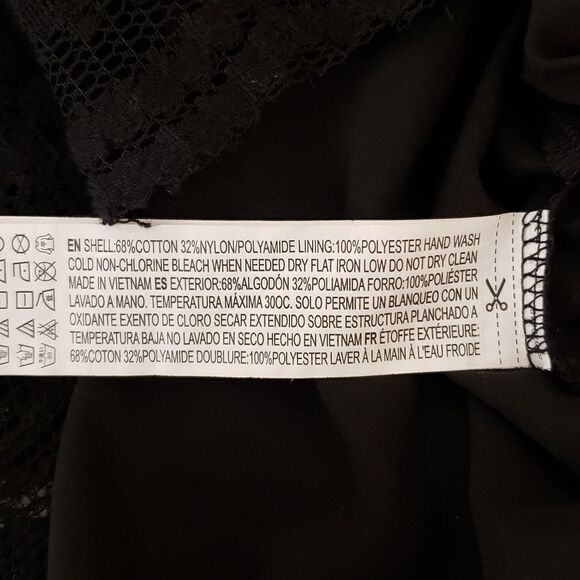 EN SHELL:68%COTTON 32%NYLON/POLYAMIDE LINING:100%POLYESTER HAND WASH
COLD NON-CHLORINE BLEACH WHEN NEEDED DRY FLAT IRON LOW DO NOT DRY CLEAN
MADE IN VIETNAM ES EXTERIOR:68%ALGODÓN 32%POLIAMIDA FORRO:100%POLIÉSTER
LAVADO A MANO. TEMPERATURA MÁXIMA 30OC. SOLO PERMITE UN BLANQUEO CON UN
OXIDANTE EXENTO DE CLORO SECAR EXTENDIDO SOBRE ESTRUCTURA PLANCHADO A
TEMPERATURA BAJA NO LAVADO EN SECO HECHO EN VIETNAM FR ÉTOFFE EXTÉRIEURE:
68%COTON 32%POLYAMIDE DOUBLURE:100%POLYESTER LAVER À LA MAIN À L'EAU FROIDE